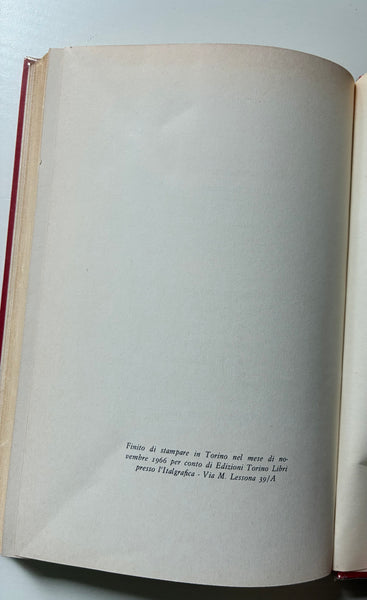 Finito di stampare in Torino nel mese di no-
vembre 1966 per conto di Edizioni Torino Libri
presso l'Italgrafica - Via M. Lessona 39/A